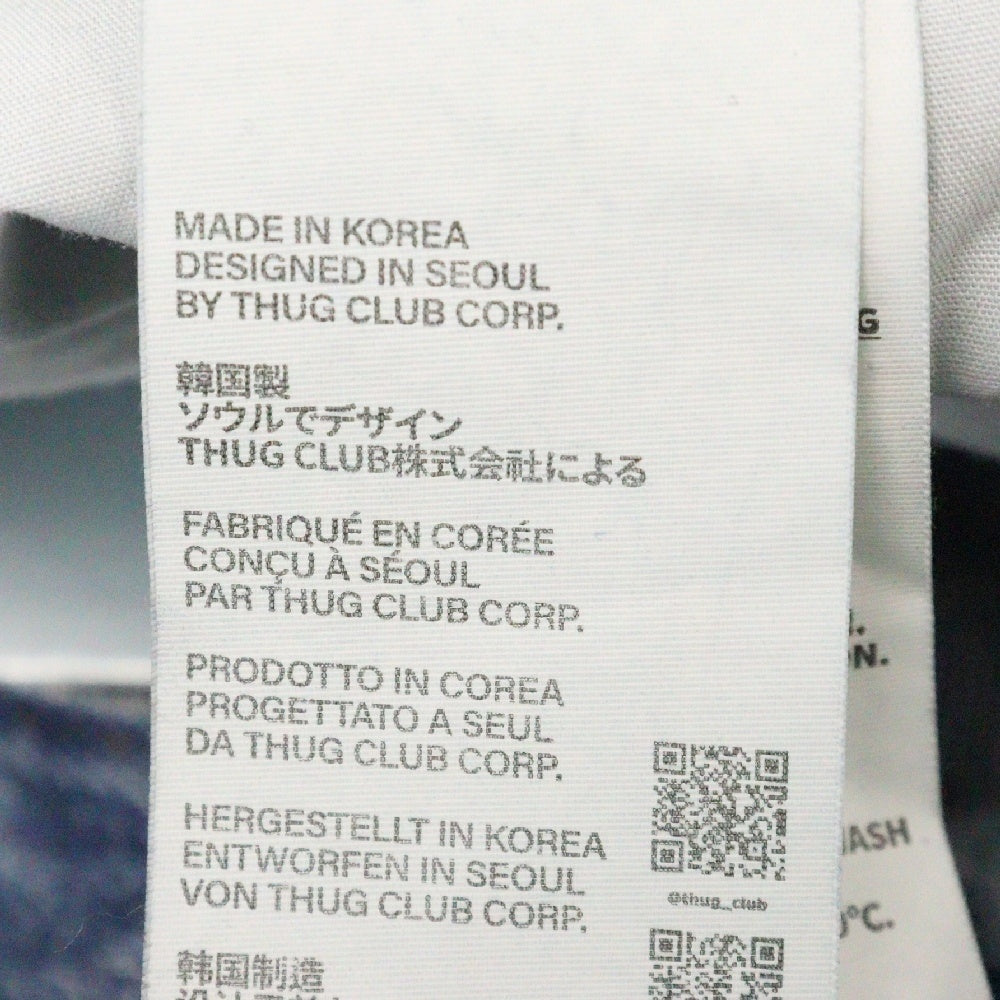 MADE IN KOREA
DESIGNED IN SEOUL
BY THUG CLUB CORP.
韓国製
ソウルでデザイン
THUG CLUB株式会社による
FABRIQUÉ EN CORÉE
CONÇU À SÉOUL
PAR THUG CLUB CORP.
PRODOTTO IN COREA
PROGETTATO A SEUL
DA THUG CLUB CORP.
HERGESTELLT IN KOREA
ENTWORFEN IN SEOUL
VON THUG CLUB CORP.
@thug_club
韩国制造